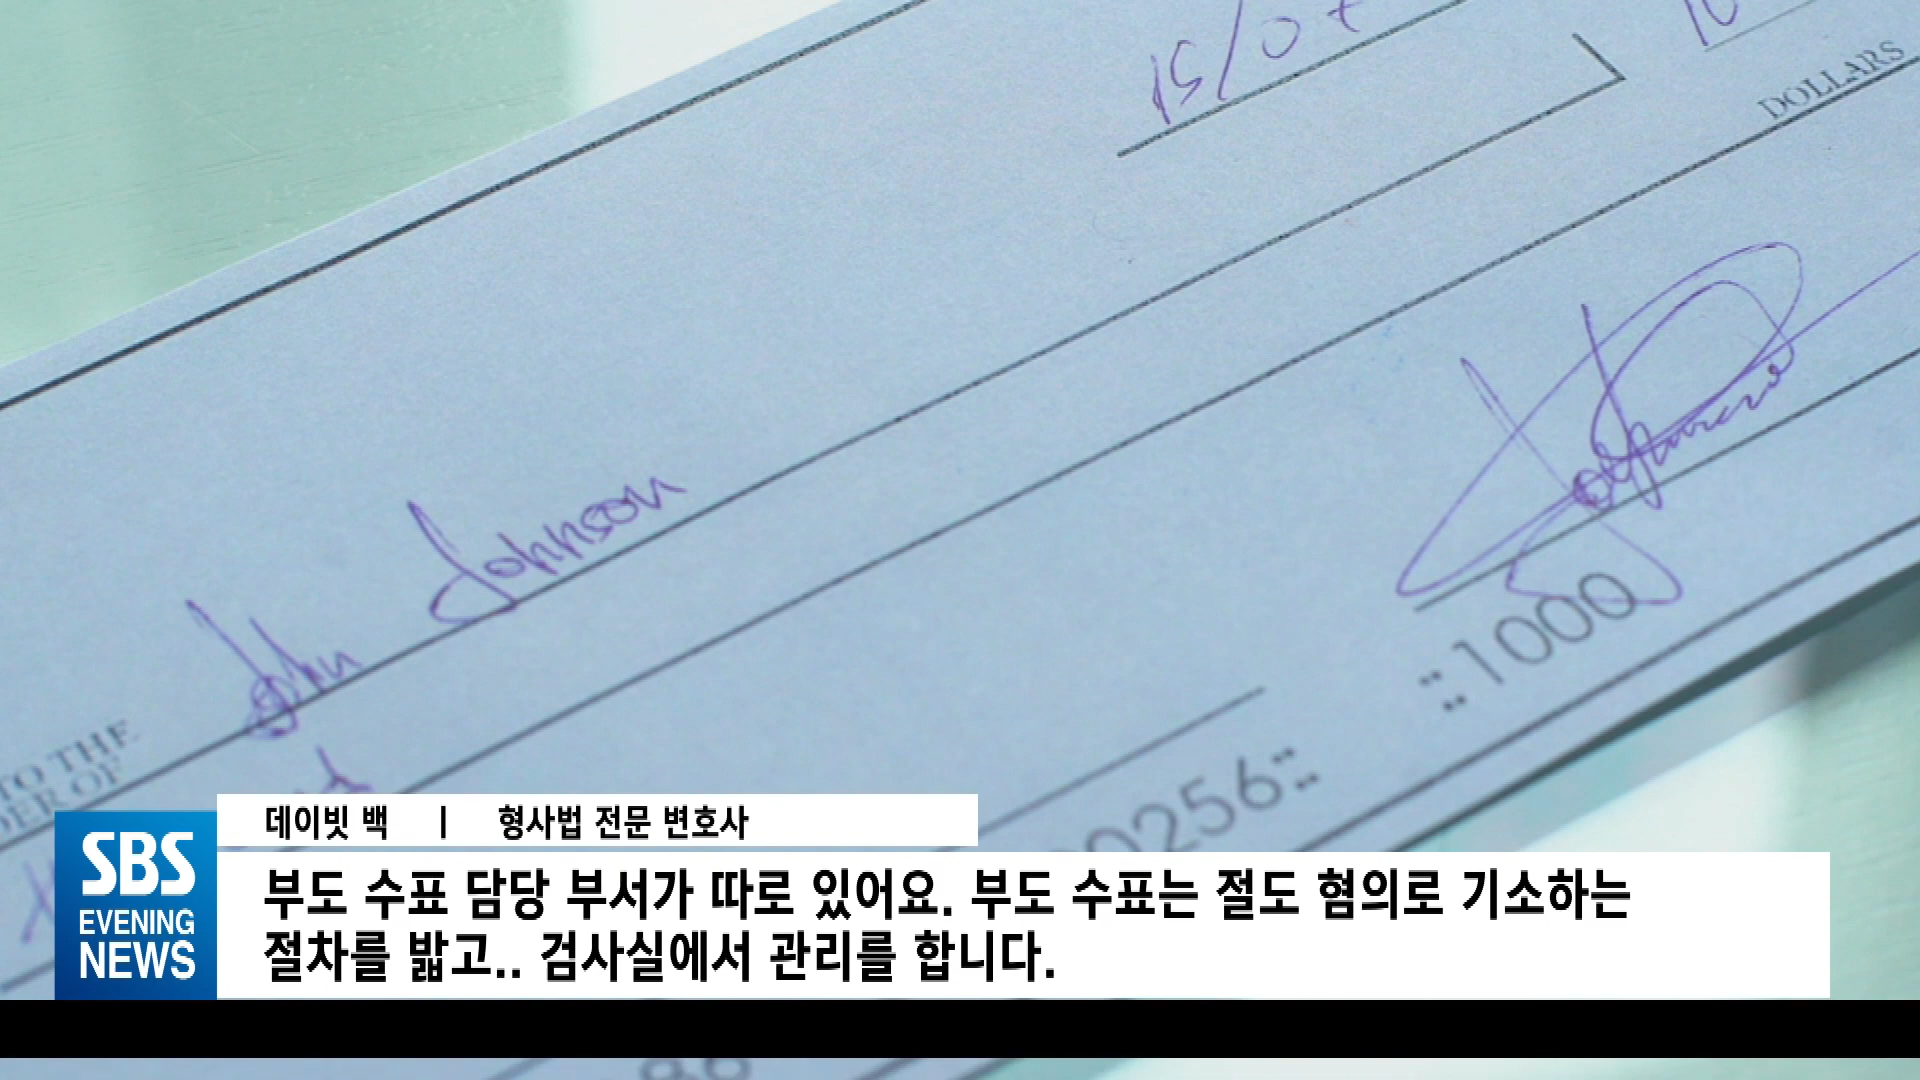 15/07
DOLLARS
John Johnson
TO THE
DER OF
1000
0256
데이빗 백 | 형사법 전문 변호사
SBS
EVENING
NEWS
부도 수표 담당 부서가 따로 있어요. 부도 수표는 절도 혐의로 기소하는
절차를 밟고.. 검사실에서 관리를 합니다.
86